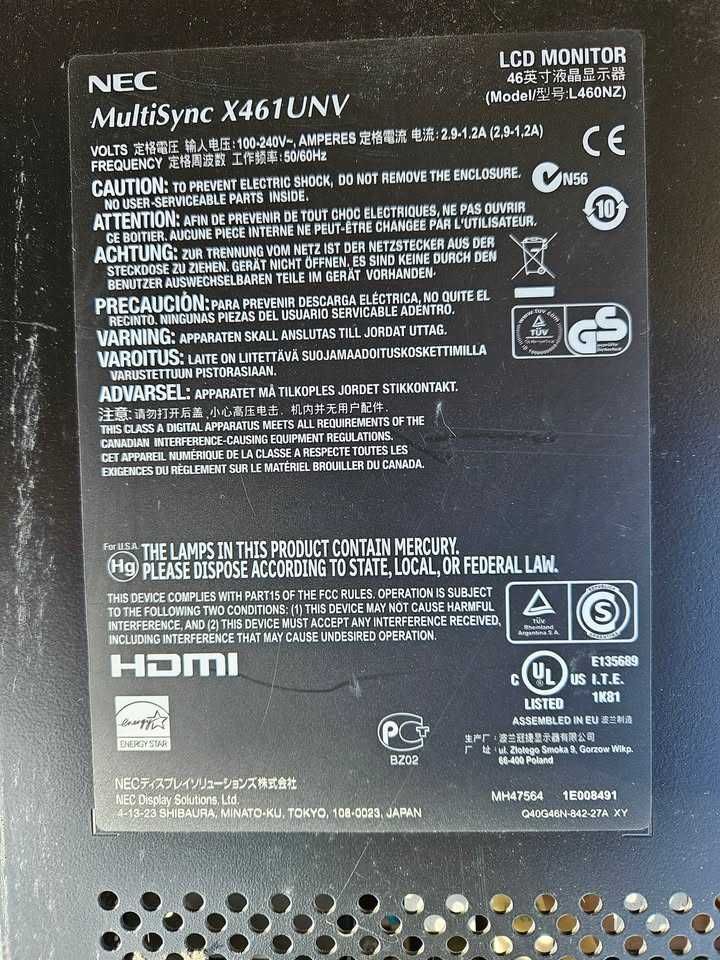 NEC
LCD MONITOR
46英寸液晶显示器
(Model/型号:L460NZ)
MultiSync X461UNV
VOLTS 定格電圧 输入电压:100-240V~, AMPERES 定格電流 电流: 2.9-1.2A (2,9-1,2A)
FREQUENCY 定格周波数 工作频率: 50/60Hz
CAUTION: TO PREVENT ELECTRIC SHOCK, DO NOT REMOVE THE ENCLOSURE.
NO USER-SERVICEABLE PARTS INSIDE.
CE
N56
10
ATTENTION: AFIN DE PREVENIR DE TOUT CHOC ELECTRIQUES, NE PAS OUVRIR
CE BOITIER. AUCUNE PIECE INTERNE NE PEUT-ÊTRE CHANGEE PAR L'UTILISATEUR.
ACHTUNG: ZUR TRENNUNG VOM NETZ IST DER NETZSTECKER AUS DER
STECKDOSE ZU ZIEHEN. GERÄT NICHT ÖFFNEN. ES SIND KEINE DURCH DEN
BENUTZER AUSWECHSELBAREN TEILE IM GERÄT VORHANDEN.
PRECAUCIÓN: PARA PREVENIR DESCARGA ELÉCTRICA, NO QUITE EL
RECINTO. NINGUNAS PIEZAS DEL USUARIO SERVICABLE ADENTRO.
www.tuv.com
TÜV
GS
VARNING: APPARATEN SKALL ANSLUTAS TILL JORDAT UTTAG.
VAROITUS: LAITE ON LIITETTÄVÄ SUOJAMAADOITUSKOSKETTIMILLA
VARUSTETTUUN PISTORASIAAN.
ADVARSEL: APPARATET MÅ TILKOPLES JORDET STIKKONTAKT.
注意: 请勿打开后盖,小心高压电击. 机内并无用户配件.
THIS CLASS A DIGITAL APPARATUS MEETS ALL REQUIREMENTS OF THE
CANADIAN INTERFERENCE-CAUSING EQUIPMENT REGULATIONS.
CET APPAREIL NUMÉRIQUE DE LA CLASSE A RESPECTE TOUTES LES
EXIGENCES DU RÈGLEMENT SUR LE MATÉRIEL BROUILLER DU CANADA.
For U.S.A.
Hg
THE LAMPS IN THIS PRODUCT CONTAIN MERCURY.
PLEASE DISPOSE ACCORDING TO STATE, LOCAL, OR FEDERAL LAW.
THIS DEVICE COMPLIES WITH PART15 OF THE FCC RULES. OPERATION IS SUBJECT
TO THE FOLLOWING TWO CONDITIONS: (1) THIS DEVICE MAY NOT CAUSE HARMFUL
INTERFERENCE, AND (2) THIS DEVICE MUST ACCEPT ANY INTERFERENCE RECEIVED,
INCLUDING INTERFERENCE THAT MAY CAUSE UNDESIRED OPERATION.
TÜV
Rheinland
Argentina S.A.
S
HDMI
C UL US
LISTED
E135689
I.T.E.
1K81
energy
ENERGY STAR
PCT
BZ02
ASSEMBLED IN EU 波兰制造
生产厂: 波兰冠捷显示器有限公司
厂 址: ul. Zlotego Smoka 9, Gorzow Wlkp.
66-400 Poland
NECディスプレイソリューションズ株式会社
NEC Display Solutions, Ltd.
4-13-23 SHIBAURA, MINATO-KU, TOKYO, 108-0023, JAPAN
MH47564 1E008491
Q40G46N-842-27A XY